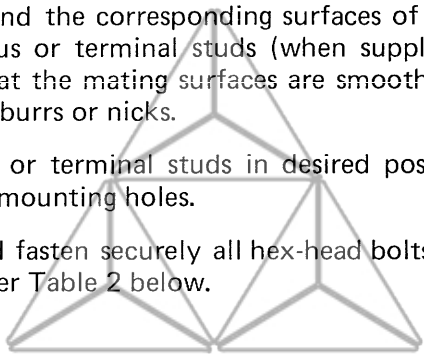 nd the corresponding surfaces of
us or terminal studs (when suppl
at the mating surfaces are smooth
burrs or nicks.
or terminal studs in desired pos
mounting holes.
d fasten securely all hex-head bolts
er Table 2 below.